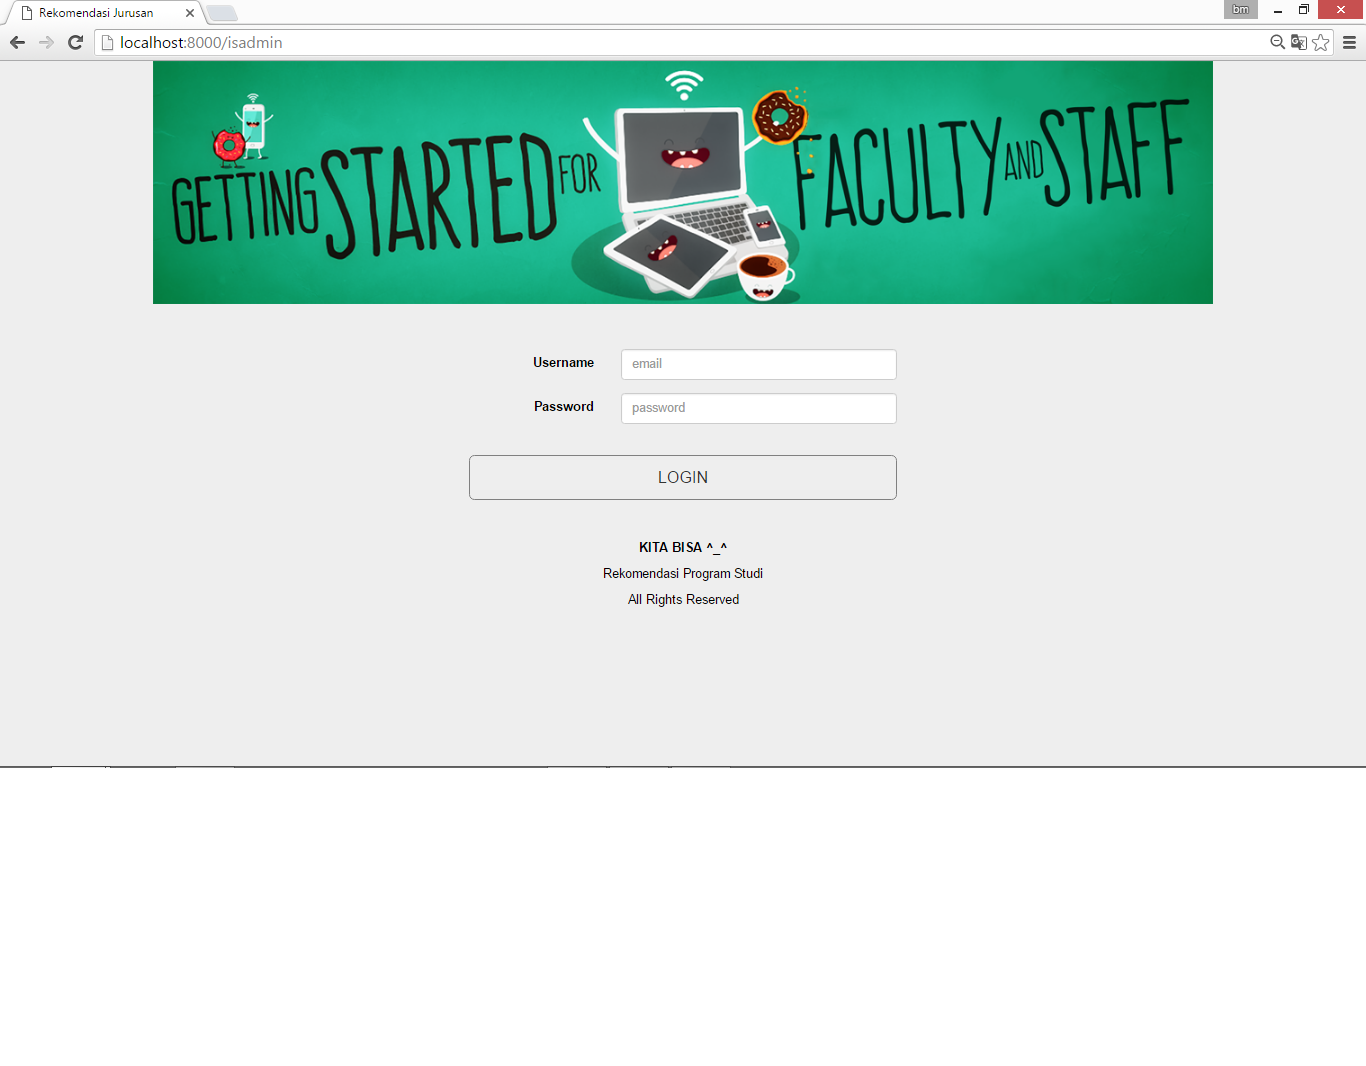 Rekomendasi Jurusan
bm
localhost:8000/isadmin
GETTING STARTED FOR FACULTY AND STAFF
Username
email
Password
password
LOGIN
KITA BISA ^_^
Rekomendasi Program Studi
All Rights Reserved